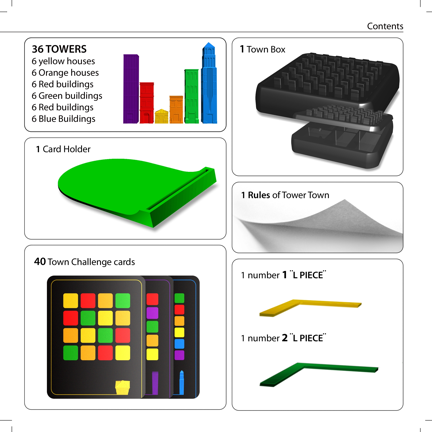 Contents
36 TOWERS
6 yellow houses
6 Orange houses
6 Red buildings
6 Green buildings
6 Red buildings
6 Blue Buildings
1 Town Box
1 Card Holder
1 Rules of Tower Town
40 Town Challenge cards
1 number 1 ¨L PIECE¨
1 number 2 ¨L PIECE¨